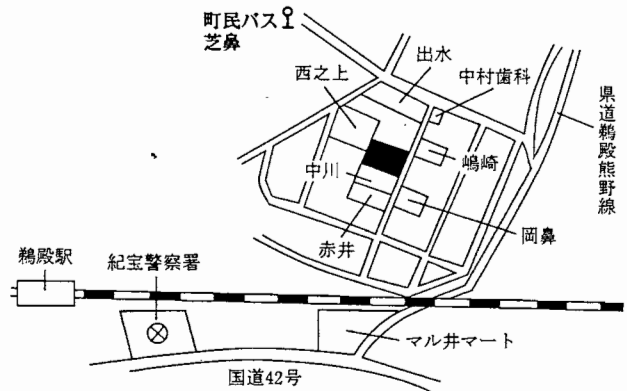 町民バス
芝鼻
出水
西之上
中村歯科
県道鵜殿熊野線
嶋崎
中川
岡鼻
赤井
鵜殿駅
紀宝警察署
マル井マート
国道42号